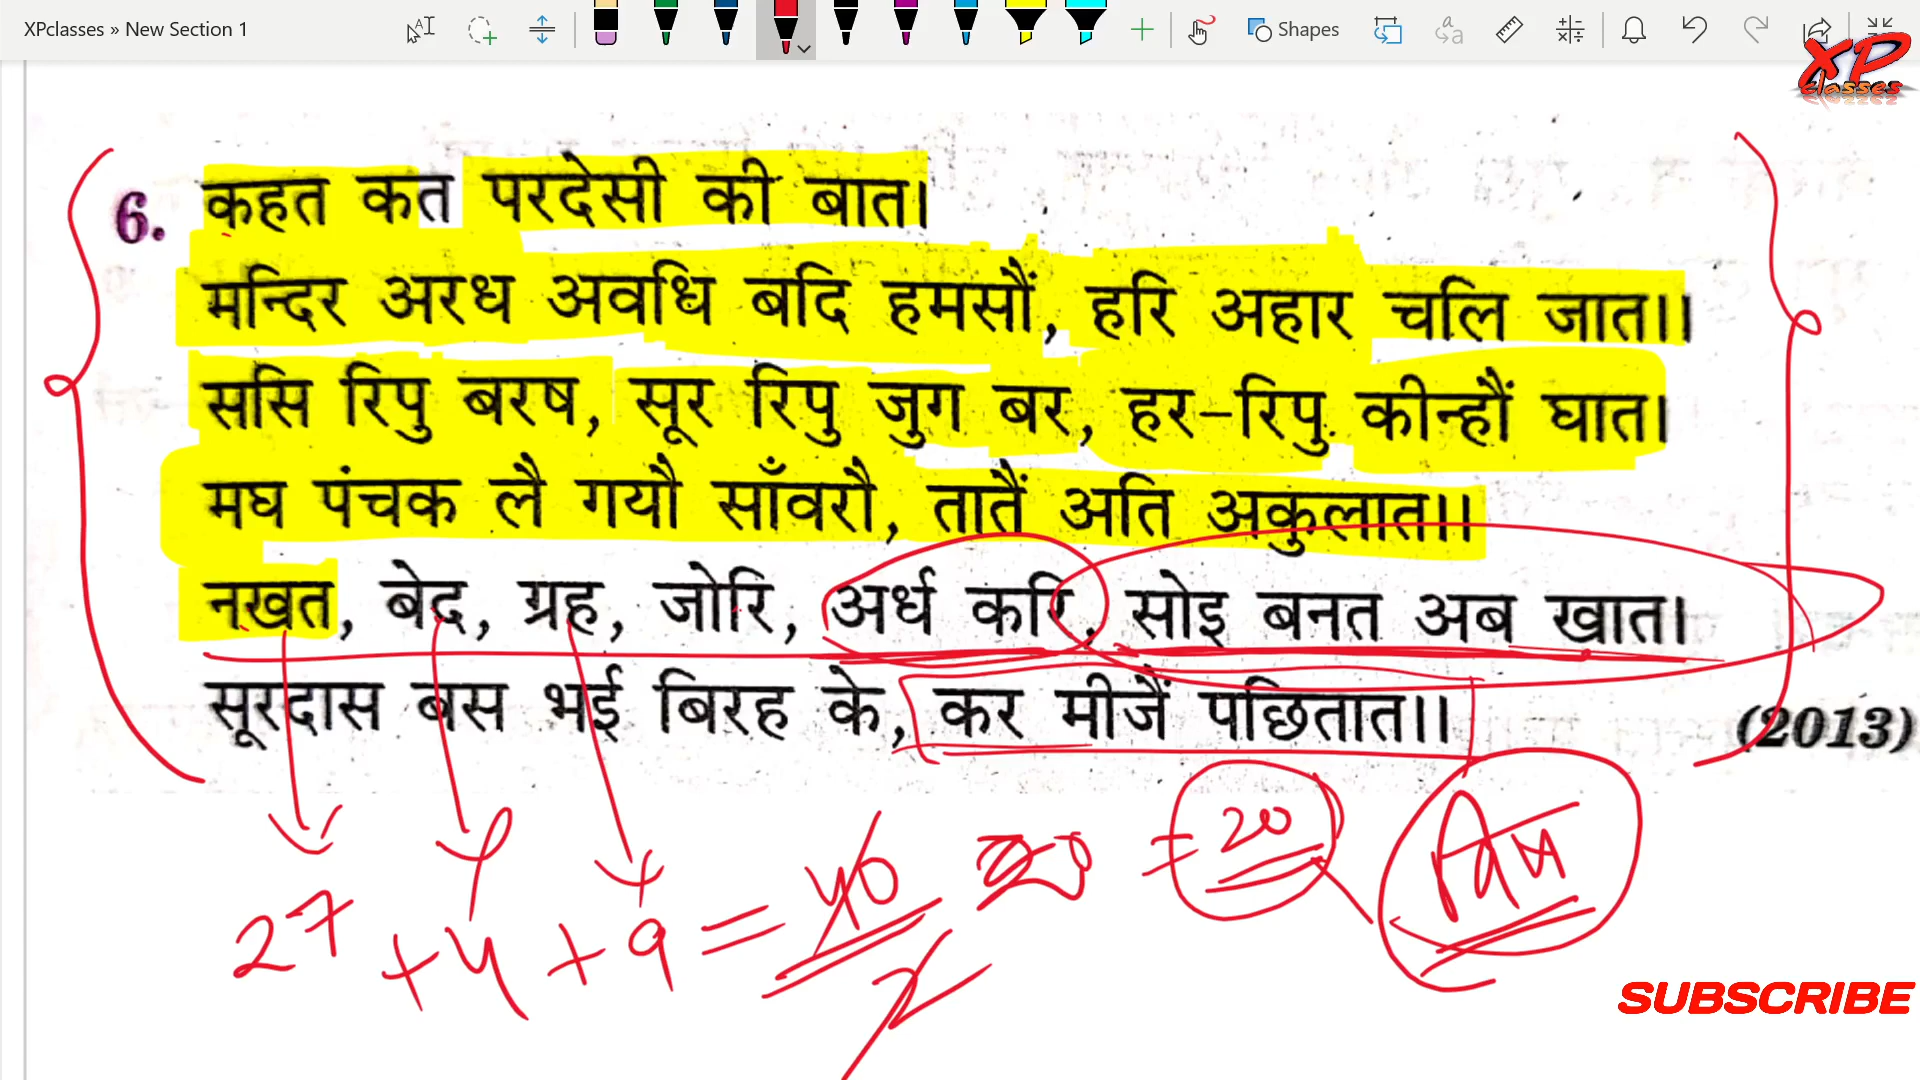 XPclasses » New Section 1
Shapes
XP classes
6. कहत कत परदेसी की बात।
मन्दिर अरध अवधि बदि हमसौं, हरि अहार चलि जात।।
ससि रिपु बरष, सूर रिपु जुग बर, हर-रिपु कीन्हौं घात।
मघ पंचक लै गयौ साँवरौ, तातैं अति अकुलात।।
नखत, बेद, ग्रह, जोरि, अर्ध करि, सोइ बनत अब खात।
सूरदास बस भई बिरह के, कर मीजैं पछितात।।
(2013)
27 + 4 + 9 = 40 = 20
2
SUBSCRIBE